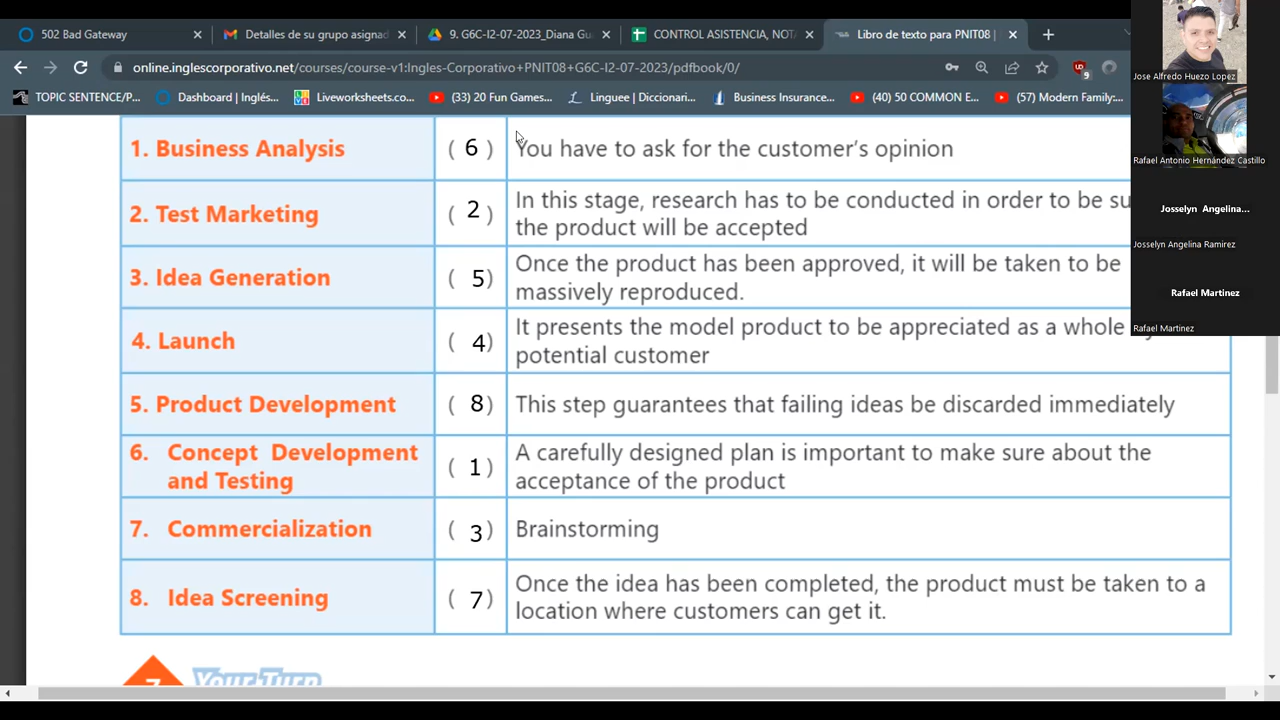 502 Bad Gateway
Detalles de su grupo asignad
9. G6C-I2-07-2023_Diana Gu
CONTROL ASISTENCIA, NOT
Libro de texto para PNIT08 |
online.inglescorporativo.net/courses/course-v1:Ingles-Corporativo+PNIT08+G6C-I2-07-2023/pdfbook/0/
9
TOPIC SENTENCE/P...
Dashboard | Inglés...
Liveworksheets.co...
(33) 20 Fun Games...
Linguee | Diccionari...
Business Insurance...
(40) 50 COMMON E...
(57) Modern Family:...
Jose Alfredo Huezo Lopez
Rafael Antonio Hernández Castillo
Josselyn Angelina...
Josselyn Angelina Ramirez
Rafael Martinez
Rafael Martinez
1. Business Analysis ( 6 ) You have to ask for the customer's opinion
2. Test Marketing ( 2 ) In this stage, research has to be conducted in order to be su
the product will be accepted
3. Idea Generation ( 5 ) Once the product has been approved, it will be taken to be
massively reproduced.
4. Launch ( 4 ) It presents the model product to be appreciated as a whole
potential customer
5. Product Development ( 8 ) This step guarantees that failing ideas be discarded immediately
6. Concept Development
and Testing ( 1 ) A carefully designed plan is important to make sure about the
acceptance of the product
7. Commercialization ( 3 ) Brainstorming
8. Idea Screening ( 7 ) Once the idea has been completed, the product must be taken to a
location where customers can get it.
7 Your Turn